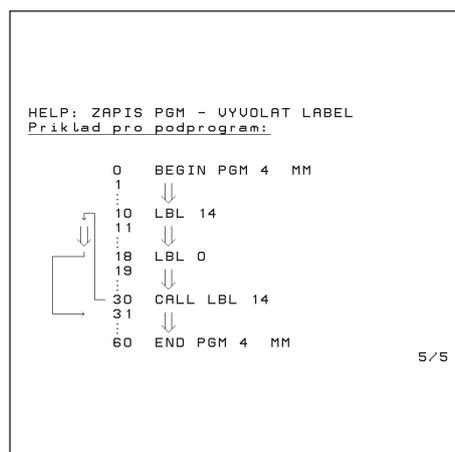 HELP: ZAPIS PGM - VYVOLAT LABEL
Priklad pro podprogram:
0 BEGIN PGM 4 MM
1
10 LBL 14
11
18 LBL 0
19
30 CALL LBL 14
31
60 END PGM 4 MM
5/5